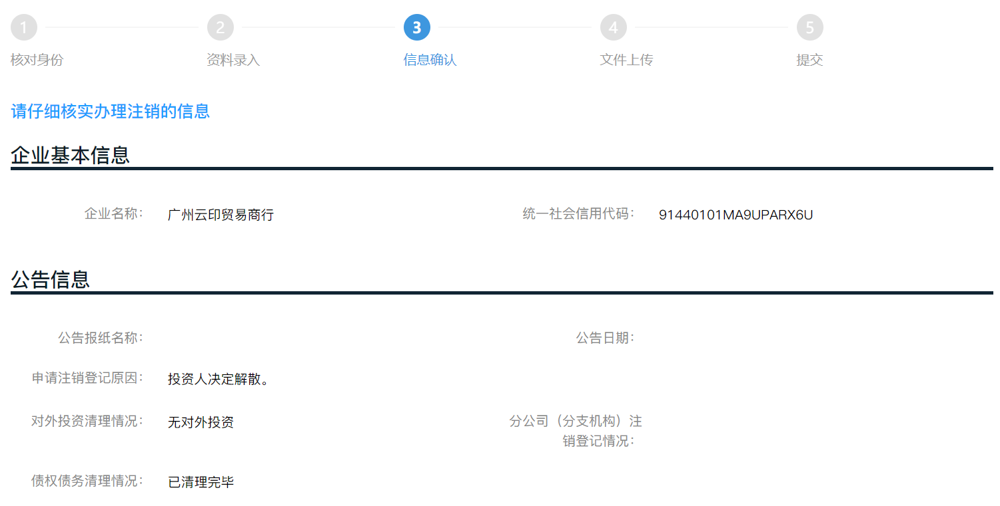 1 2 3 4 5
核对身份 资料录入 信息确认 文件上传 提交
请仔细核实办理注销的信息
企业基本信息
企业名称： 广州云印贸易商行 统一社会信用代码： 91440101MA9UPARX6U
公告信息
公告报纸名称： 公告日期：
申请注销登记原因： 投资人决定解散。
对外投资清理情况： 无对外投资 分公司（分支机构）注
销登记情况：
债权债务清理情况： 已清理完毕